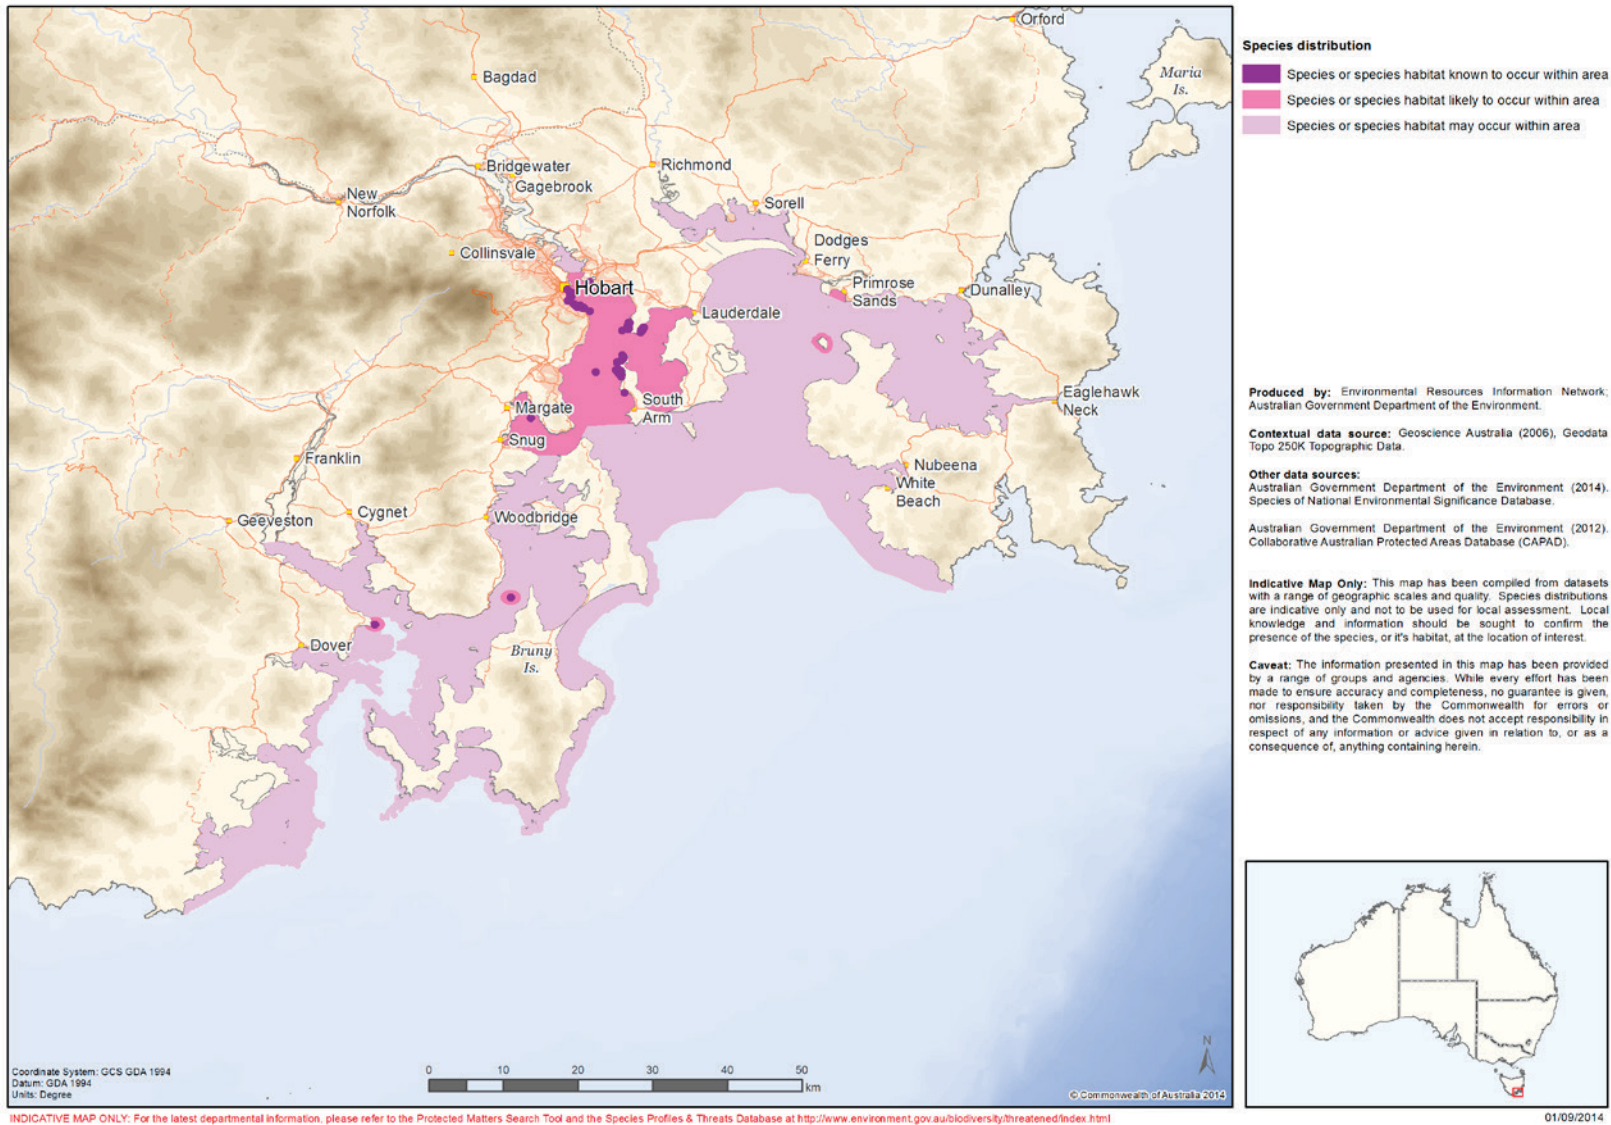 Orford
Maria
Is.
Bagdad
Bridgewater
Gagebrook
Richmond
New
Norfolk
Sorell
Collinsvale
Dodges
Ferry
Hobart
Primrose
Sands
Dunalley
Lauderdale
Eaglehawk
Neck
South
Arm
Margate
Snug
Franklin
Nubeena
White
Beach
Geeveston
Cygnet
Woodbridge
Dover
Bruny
Is.
Coordinate System: GCS GDA 1994
Datum: GDA 1994
Units: Degree
0 10 20 30 40 50
km
N
© Commonwealth of Australia 2014
Species distribution
Species or species habitat known to occur within area
Species or species habitat likely to occur within area
Species or species habitat may occur within area
Produced by: Environmental Resources Information Network;
Australian Government Department of the Environment.
Contextual data source: Geoscience Australia (2006), Geodata
Topo 250K Topographic Data.
Other data sources:
Australian Government Department of the Environment (2014).
Species of National Environmental Significance Database.
Australian Government Department of the Environment (2012).
Collaborative Australian Protected Areas Database (CAPAD).
Indicative Map Only: This map has been compiled from datasets
with a range of geographic scales and quality. Species distributions
are indicative only and not to be used for local assessment. Local
knowledge and information should be sought to confirm the
presence of the species, or it's habitat, at the location of interest.
Caveat: The information presented in this map has been provided
by a range of groups and agencies. While every effort has been
made to ensure accuracy and completeness, no guarantee is given,
nor responsibility taken by the Commonwealth for errors or
omissions, and the Commonwealth does not accept responsibility in
respect of any information or advice given in relation to, or as a
consequence of, anything containing herein.
INDICATIVE MAP ONLY: For the latest departmental information, please refer to the Protected Matters Search Tool and the Species Profiles & Threats Database at http://www.environment.gov.au/biodiversity/threatened/index.html
01/09/2014